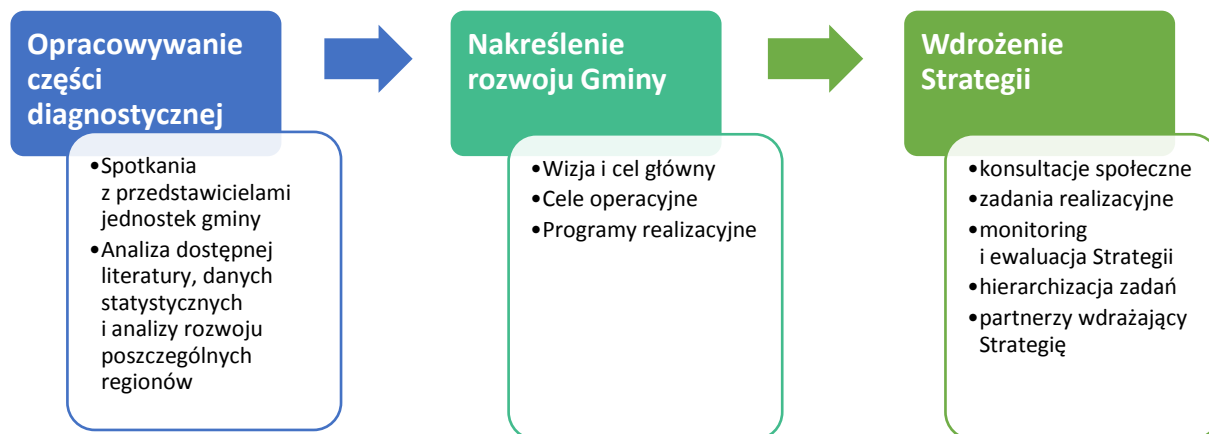 Opracowywanie
części
diagnostycznej
•Spotkania
z przedstawicielami
jednostek gminy
•Analiza dostępnej
literatury, danych
statystycznych
i analizy rozwoju
poszczególnych
regionów
Nakreślenie
rozwoju Gminy
•Wizja i cel główny
•Cele operacyjne
•Programy realizacyjne
Wdrożenie
Strategii
•konsultacje społeczne
•zadania realizacyjne
•monitoring
i ewaluacja Strategii
•hierarchizacja zadań
•partnerzy wdrażający
Strategię